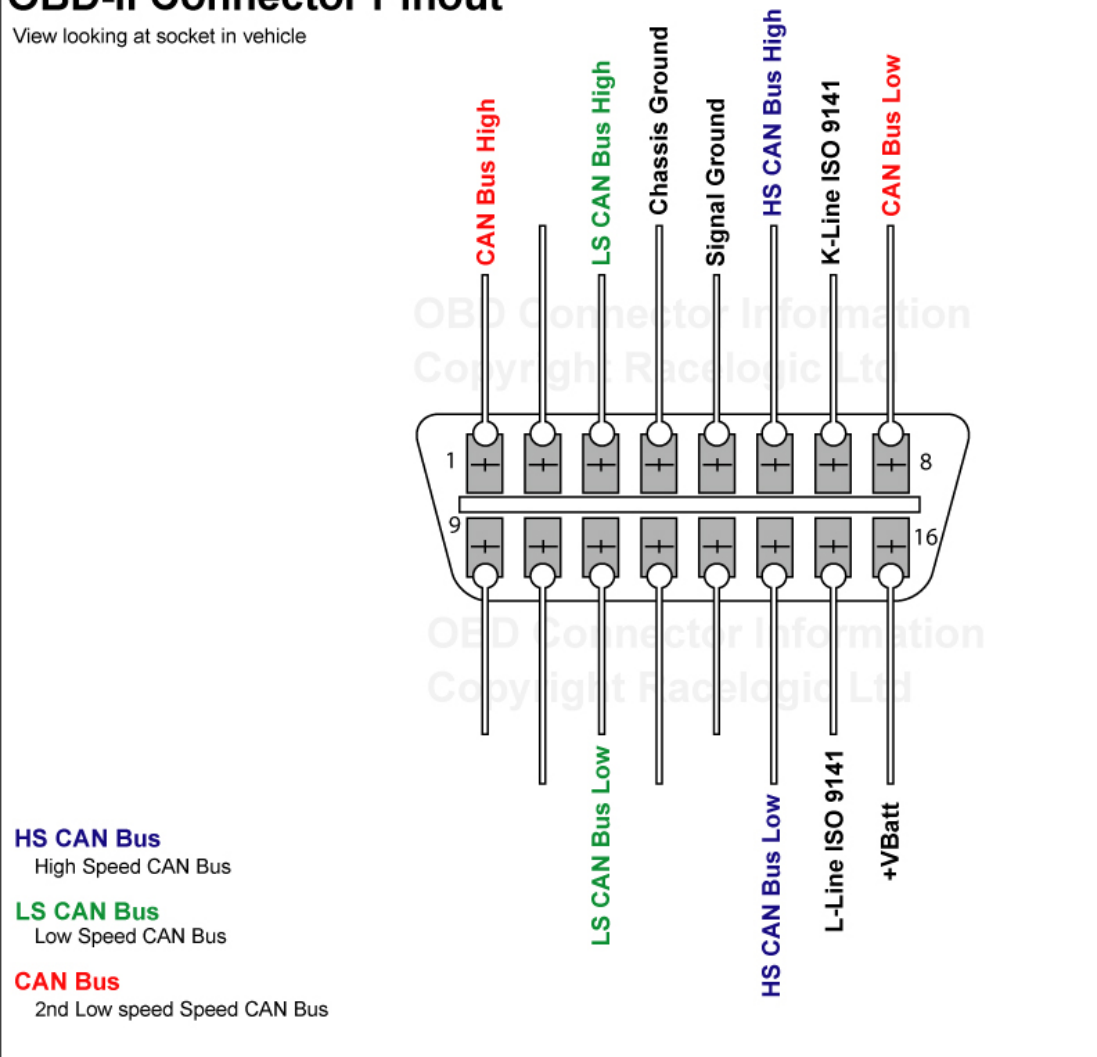 OBD-II Connector Pinout
View looking at socket in vehicle
CAN Bus High
LS CAN Bus High
Chassis Ground
Signal Ground
HS CAN Bus High
K-Line ISO 9141
CAN Bus Low
OBD Connector Information
Copyright Racelogic Ltd
1
8
9
16
OBD Connector Information
Copyright Racelogic Ltd
LS CAN Bus Low
HS CAN Bus Low
L-Line ISO 9141
+VBatt
HS CAN Bus
High Speed CAN Bus
LS CAN Bus
Low Speed CAN Bus
CAN Bus
2nd Low speed Speed CAN Bus